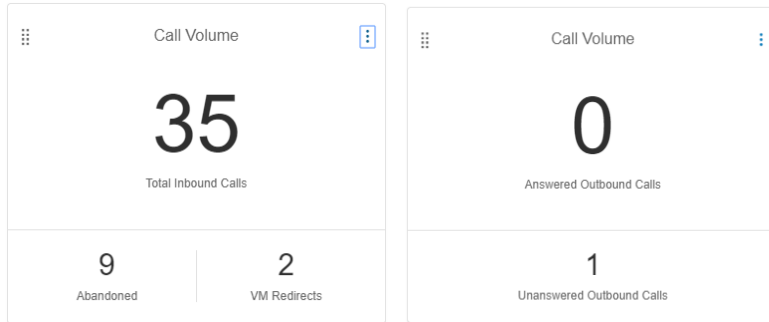 Call Volume
35
Total Inbound Calls
9
Abandoned
2
VM Redirects
Call Volume
0
Answered Outbound Calls
1
Unanswered Outbound Calls